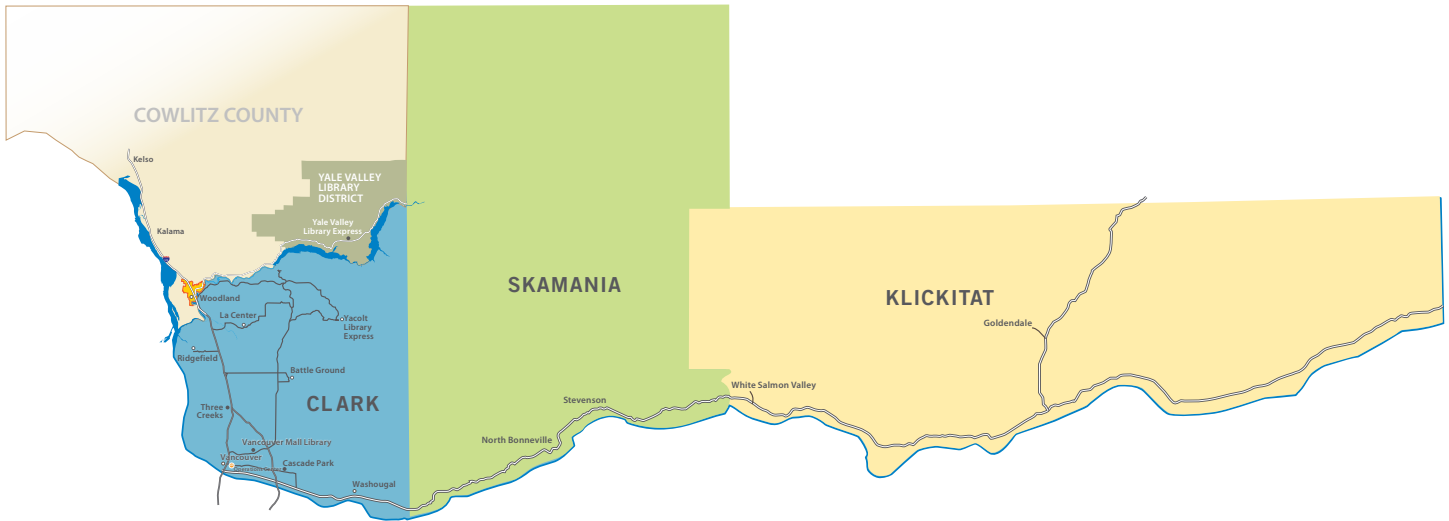 COWLITZ COUNTY
Kelso
YALE VALLEY
LIBRARY
DISTRICT
Yale Valley
Library Express
Kalama
SKAMANIA
KLICKITAT
Woodland
La Center
Yacolt
Library
Express
Goldendale
Ridgefield
Battle Ground
White Salmon Valley
CLARK
Three
Creeks
Stevenson
North Bonneville
Vancouver Mall Library
Vancouver
Cascade Park
Washougal